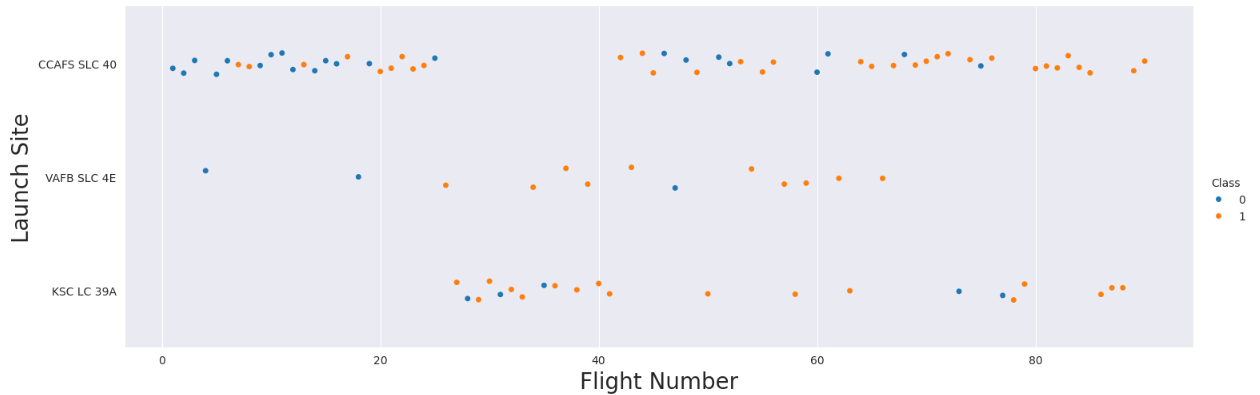 CCAFS SLC 40
VAFB SLC 4E
KSC LC 39A
Launch Site
0 20 40 60 80
Flight Number
Class
0
1